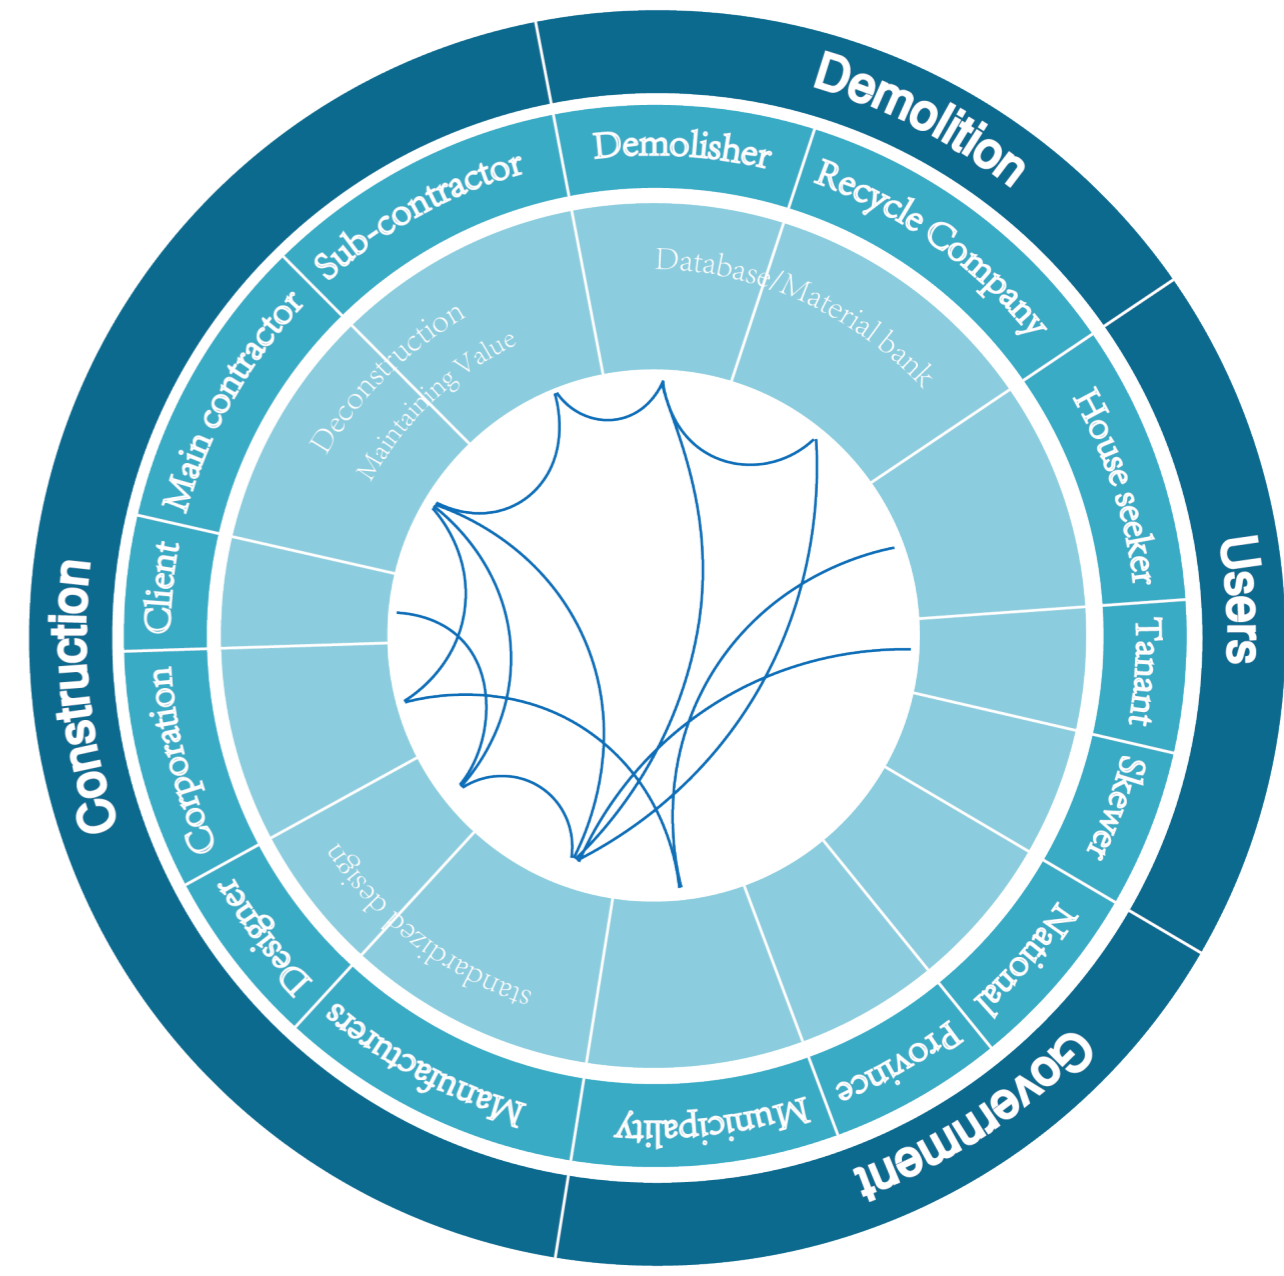 Demolition
Users
Government
Construction
Demolisher
Recycle Company
House seeker
Tanant
Skewer
National
Province
Municipality
Manufacturers
Designer
Corporation
Client
Main contractor
Sub-contractor
Database/Material bank
standardized design
Deconstruction
Maintaining Value